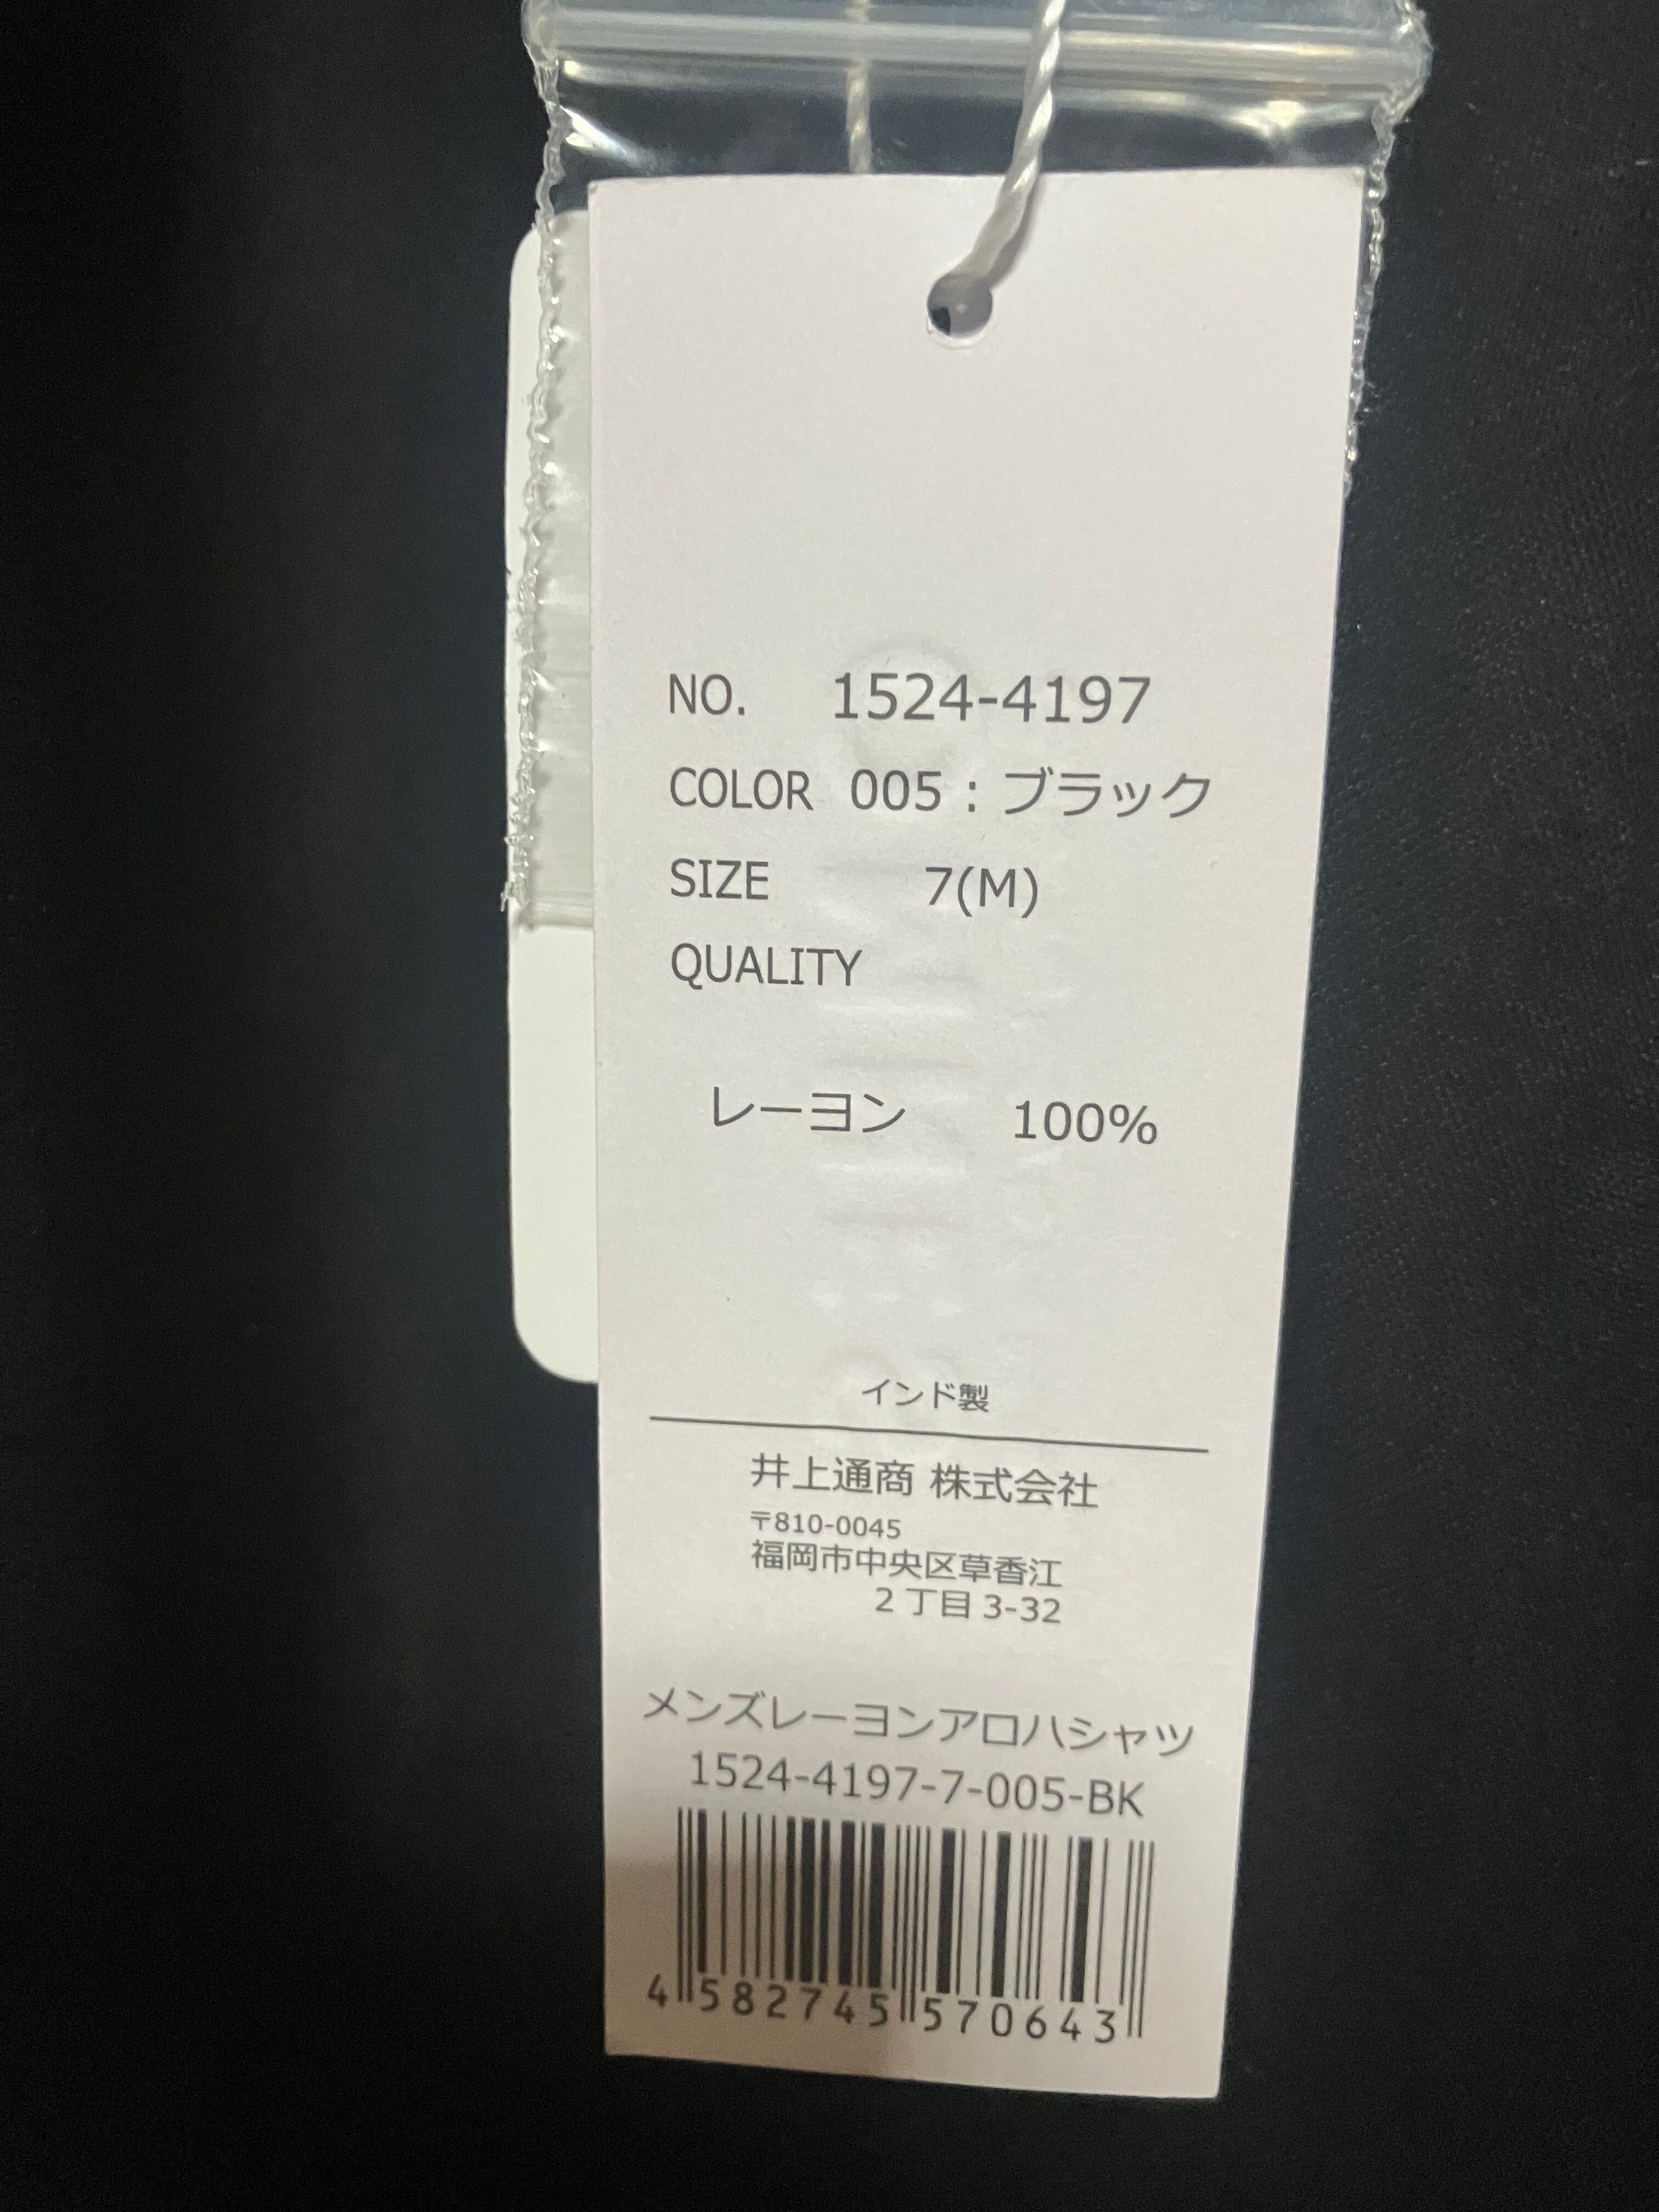 NO. 1524-4197
COLOR 005：ブラック
SIZE 7(M)
QUALITY
レーヨン 100%
インド製
井上通商 株式会社
〒810-0045
福岡市中央区草香江
2丁目3-32
メンズレーヨンアロハシャツ
1524-4197-7-005-BK
4 582745 570643